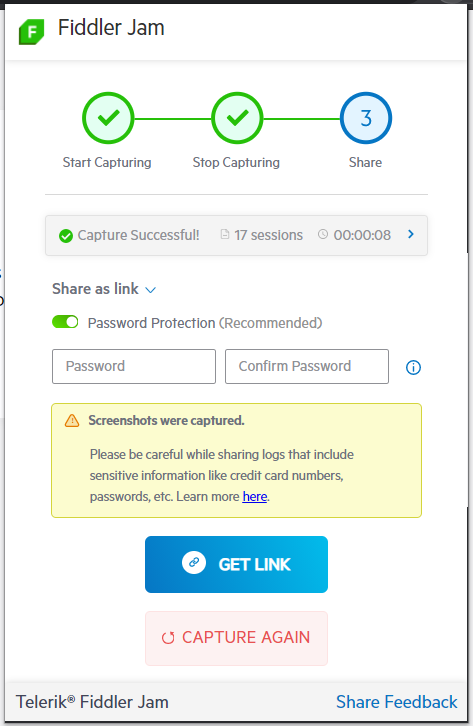 Fiddler Jam
3
Start Capturing Stop Capturing Share
Capture Successful! 17 sessions 00:00:08
Share as link
Password Protection (Recommended)
Password Confirm Password
Screenshots were captured.
Please be careful while sharing logs that include
sensitive information like credit card numbers,
passwords, etc. Learn more here.
GET LINK
CAPTURE AGAIN
Telerik® Fiddler Jam Share Feedback